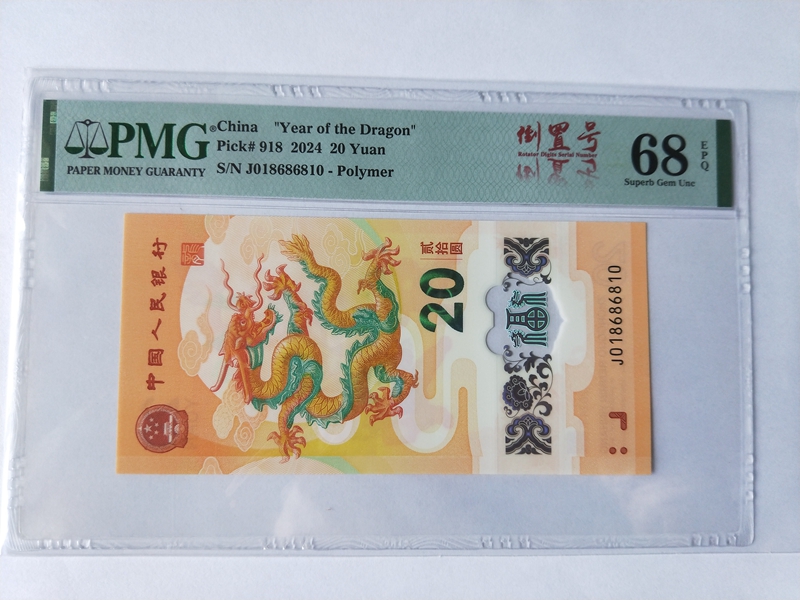 PMG®
PAPER MONEY GUARANTY
China "Year of the Dragon"
Pick# 918 2024 20 Yuan
S/N J018686810 - Polymer
倒置号
Rotator Digits Serial Number
68
EPQ
Superb Gem Unc
中国人民银行
贰拾圆
20
J018686810